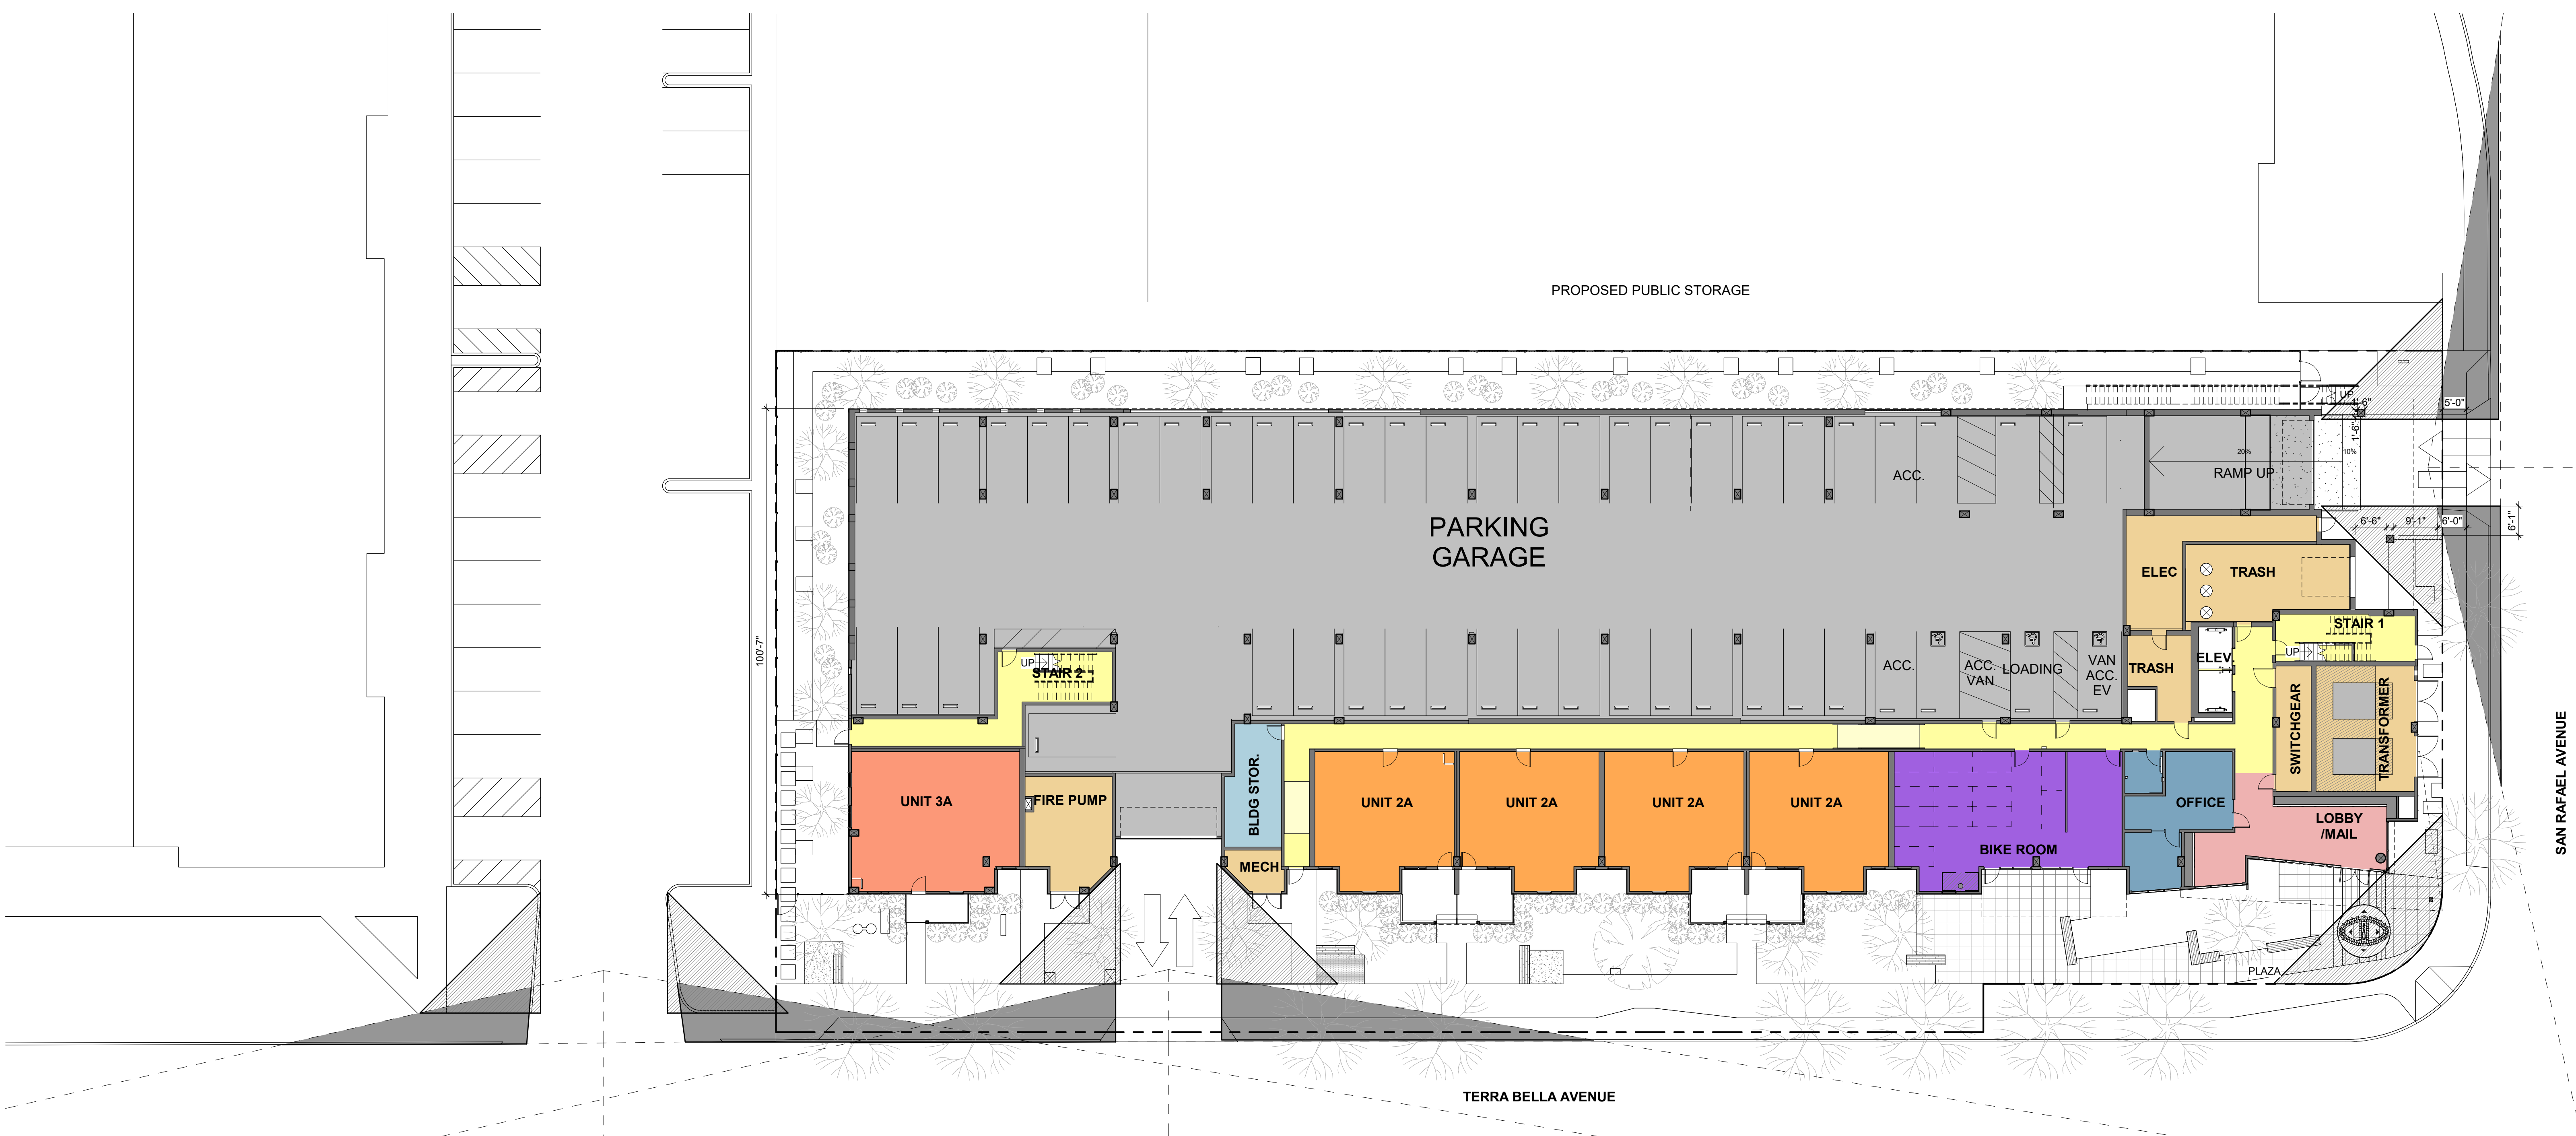 PROPOSED PUBLIC STORAGE
UP
1'-6"
5'-0"
1'-6"
20%
10%
RAMP UP
ACC.
PARKING
GARAGE
6'-6"
9'-1"
6'-0"
6'-1"
ELEC
TRASH
100'-7"
STAIR 1
UP
UP
STAIR 2
ACC.
ACC.
VAN
LOADING
VAN
ACC.
EV
TRASH
ELEV.
SWITCHGEAR
TRANSFORMER
SAN RAFAEL AVENUE
UNIT 3A
FIRE PUMP
BLDG STOR.
UNIT 2A
UNIT 2A
UNIT 2A
UNIT 2A
BIKE ROOM
OFFICE
LOBBY
/MAIL
MECH
PLAZA
TERRA BELLA AVENUE